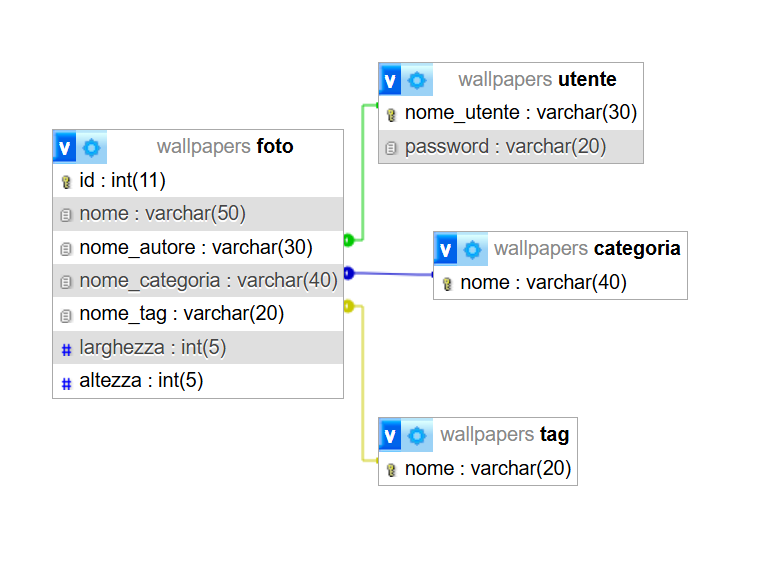 v wallpapers utente
nome_utente : varchar(30)
password : varchar(20)
v wallpapers foto
id : int(11)
nome : varchar(50)
nome_autore : varchar(30)
nome_categoria : varchar(40)
nome_tag : varchar(20)
# larghezza : int(5)
# altezza : int(5)
v wallpapers categoria
nome : varchar(40)
v wallpapers tag
nome : varchar(20)